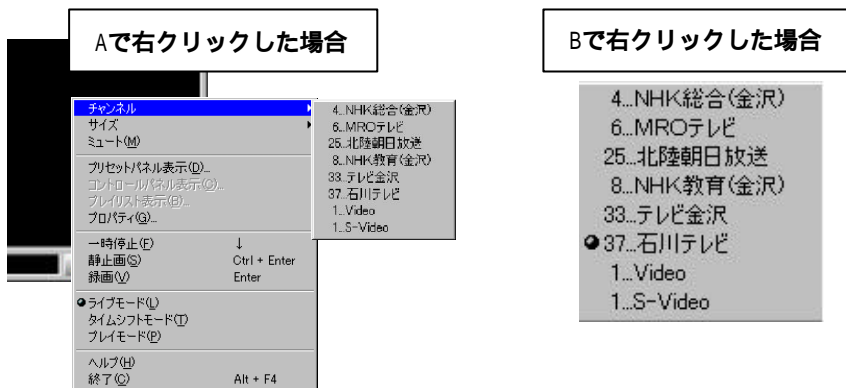 Aで右クリックした場合
チャンネル
サイズ
ミュート(M)
プリセットパネル表示(D)...
コントロールパネル表示(C)...
プレイリスト表示(B)...
プロパティ(G)...
一時停止(F) ↓
静止画(S) Ctrl + Enter
録画(V) Enter
ライブモード(L)
タイムシフトモード(T)
プレイモード(P)
ヘルプ(H)
終了(C) Alt + F4
4...NHK総合(金沢)
6...MROテレビ
25...北陸朝日放送
8...NHK教育(金沢)
33...テレビ金沢
37...石川テレビ
1...Video
1...S-Video
Bで右クリックした場合
4...NHK総合(金沢)
6...MROテレビ
25...北陸朝日放送
8...NHK教育(金沢)
33...テレビ金沢
37...石川テレビ
1...Video
1...S-Video